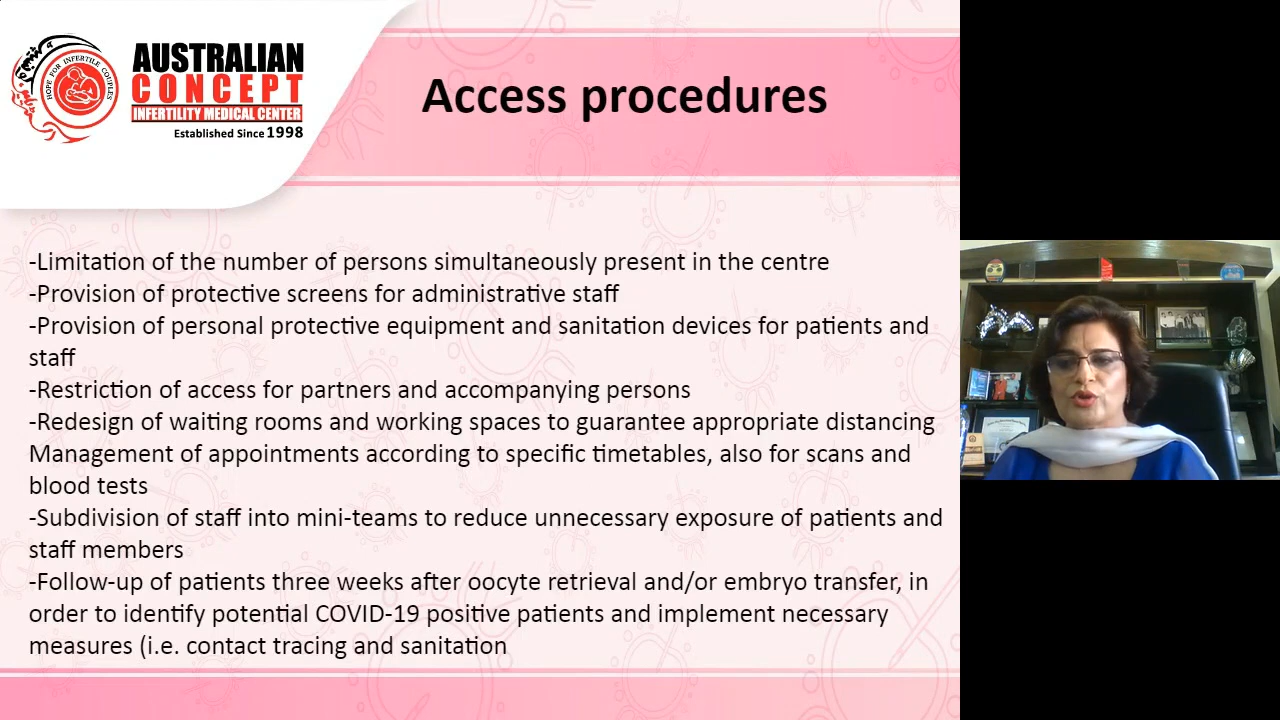 HOPE FOR INFERTILE COUPLES
AUSTRALIAN
CONCEPT
INFERTILITY MEDICAL CENTER
Established Since 1998
Access procedures
-Limitation of the number of persons simultaneously present in the centre
-Provision of protective screens for administrative staff
-Provision of personal protective equipment and sanitation devices for patients and
staff
-Restriction of access for partners and accompanying persons
-Redesign of waiting rooms and working spaces to guarantee appropriate distancing
Management of appointments according to specific timetables, also for scans and
blood tests
-Subdivision of staff into mini-teams to reduce unnecessary exposure of patients and
staff members
-Follow-up of patients three weeks after oocyte retrieval and/or embryo transfer, in
order to identify potential COVID-19 positive patients and implement necessary
measures (i.e. contact tracing and sanitation